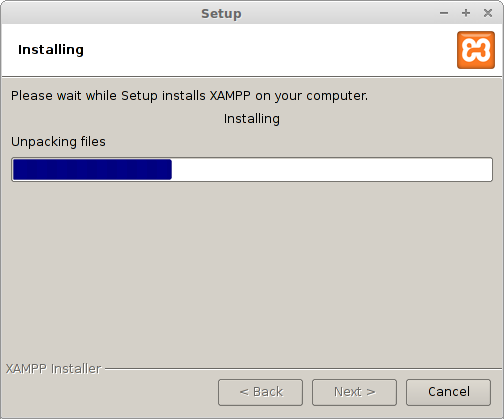 Setup
Installing
Please wait while Setup installs XAMPP on your computer.
Installing
Unpacking files
XAMPP Installer
< Back
Next >
Cancel